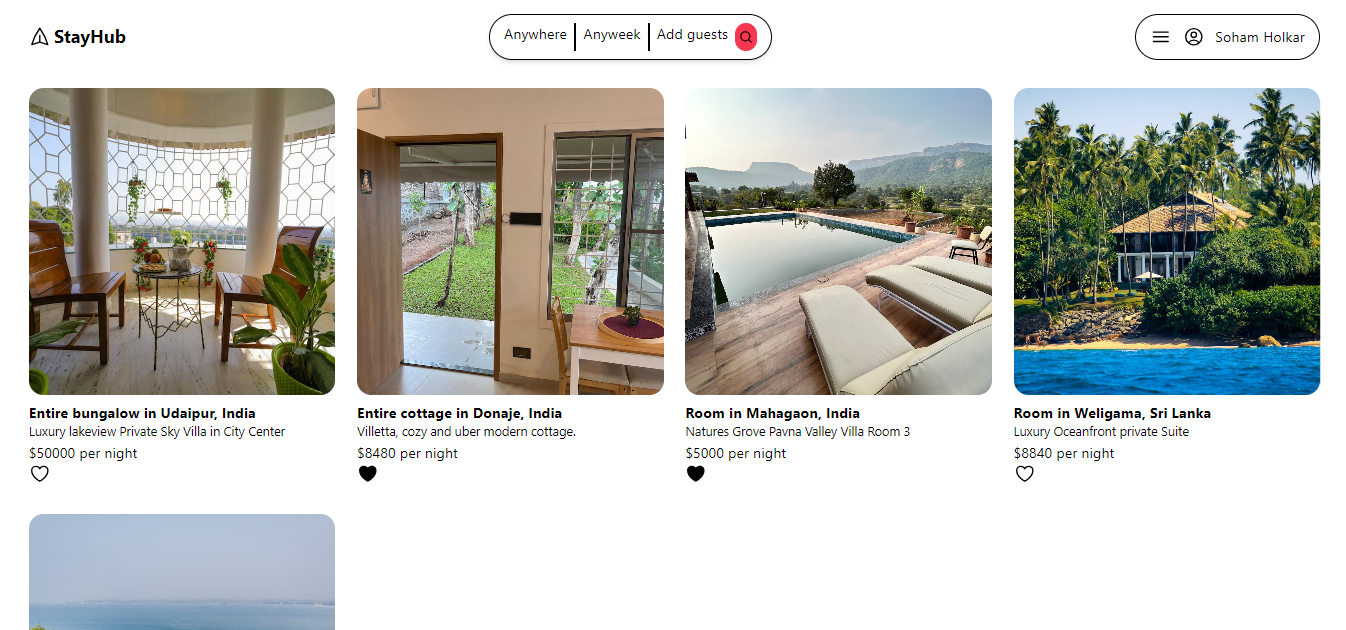 StayHub
Anywhere
Anyweek
Add guests
Soham Holkar
Entire bungalow in Udaipur, India
Luxury lakeview Private Sky Villa in City Center
$50000 per night
Entire cottage in Donaje, India
Villetta, cozy and uber modern cottage.
$8480 per night
Room in Mahagaon, India
Natures Grove Pavna Valley Villa Room 3
$5000 per night
Room in Weligama, Sri Lanka
Luxury Oceanfront private Suite
$8840 per night